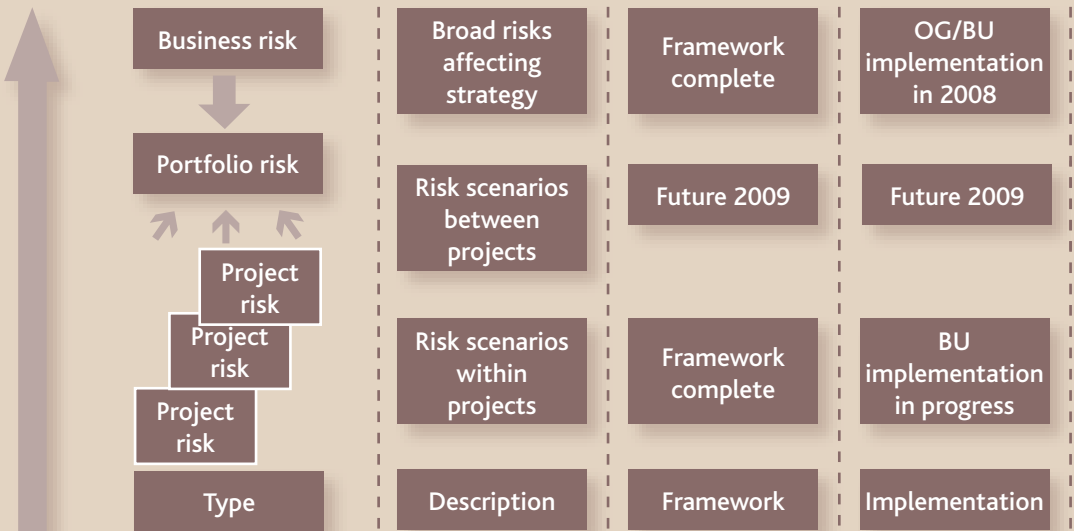 Business risk
Broad risks
affecting
strategy
Framework
complete
OG/BU
implementation
in 2008
Portfolio risk
Risk scenarios
between
projects
Future 2009
Future 2009
Project
risk
Project
risk
Project
risk
Risk scenarios
within
projects
Framework
complete
BU
implementation
in progress
Type
Description
Framework
Implementation